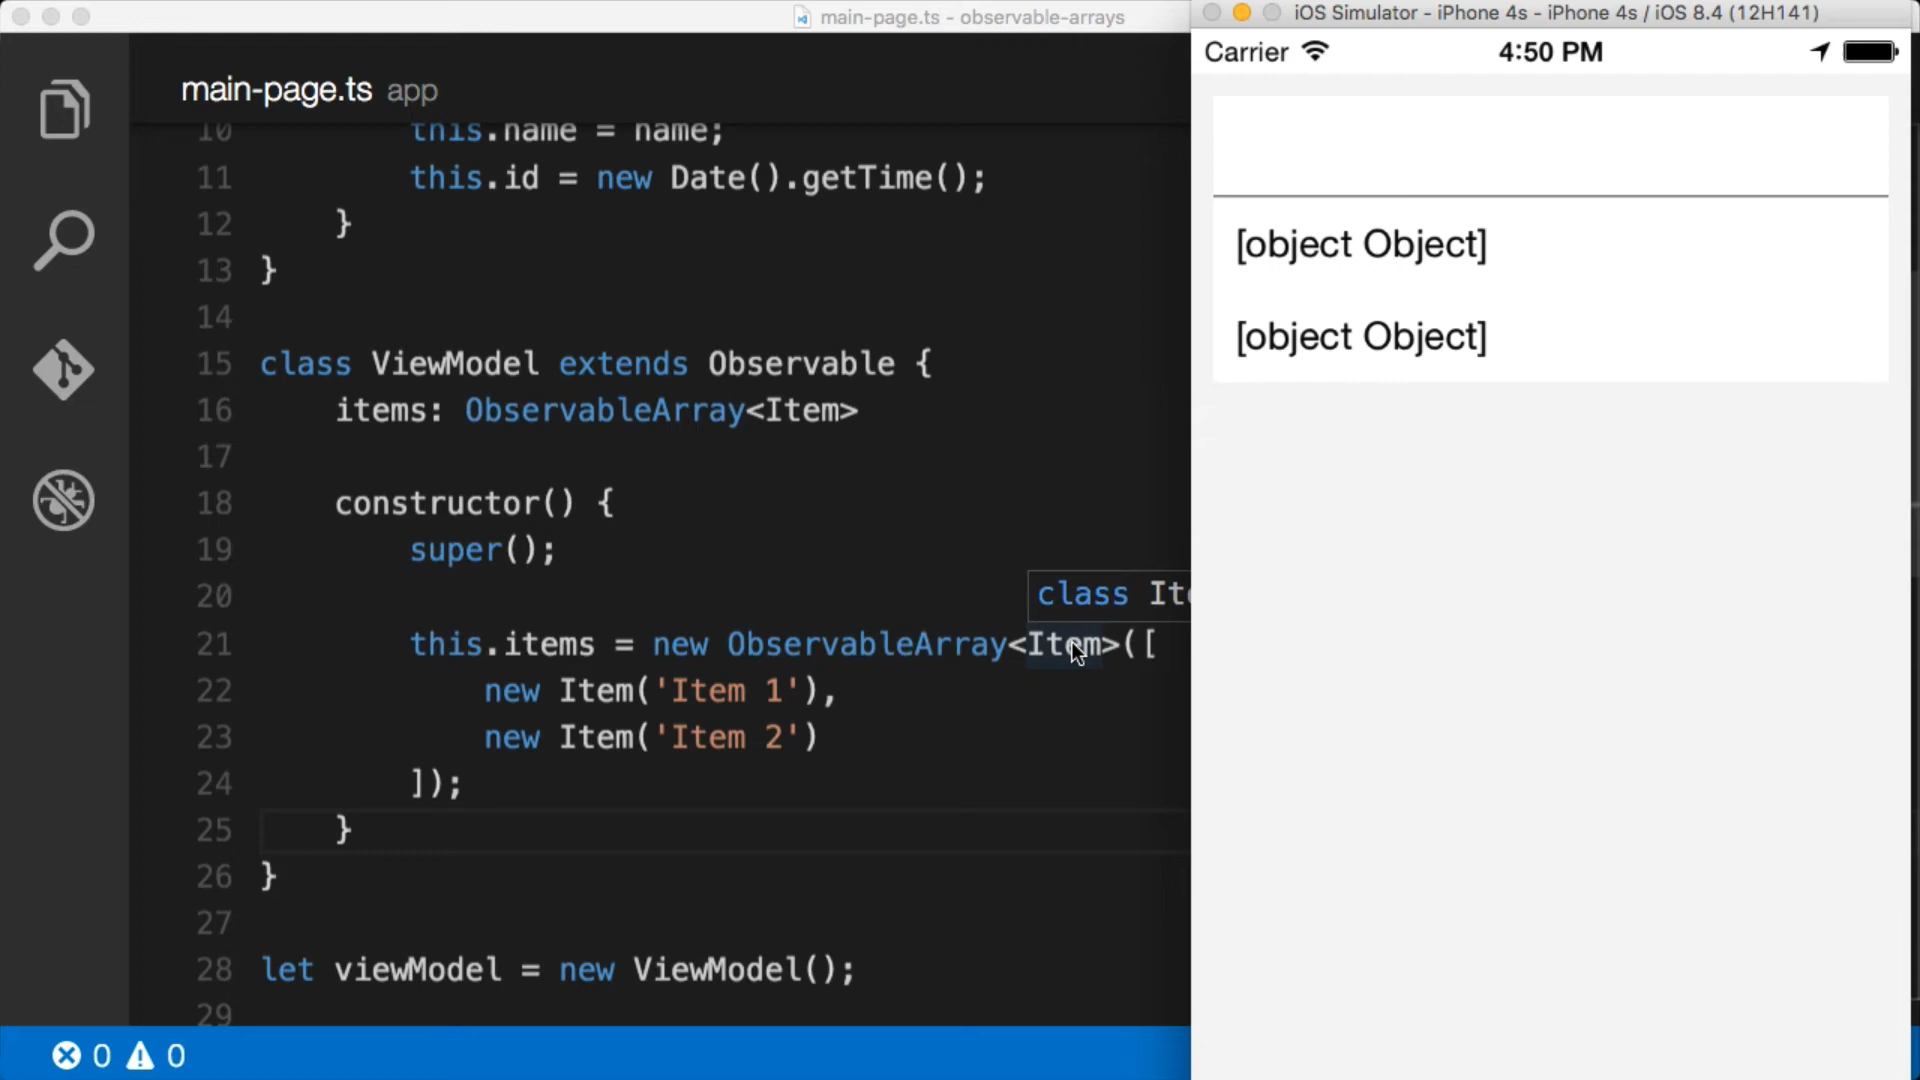 main-page.ts - observable-arrays
main-page.ts app
10 this.name = name;
11 this.id = new Date().getTime();
12 }
13 }
14
15 class ViewModel extends Observable {
16 items: ObservableArray<Item>
17
18 constructor() {
19 super();
20
class
21 this.items = new ObservableArray<Item>([
22 new Item('Item 1'),
23 new Item('Item 2')
24 ]);
25 }
26 }
27
28 let viewModel = new ViewModel();
29
0 0
iOS Simulator - iPhone 4s - iPhone 4s / iOS 8.4 (12H141)
Carrier 4:50 PM
[object Object]
[object Object]